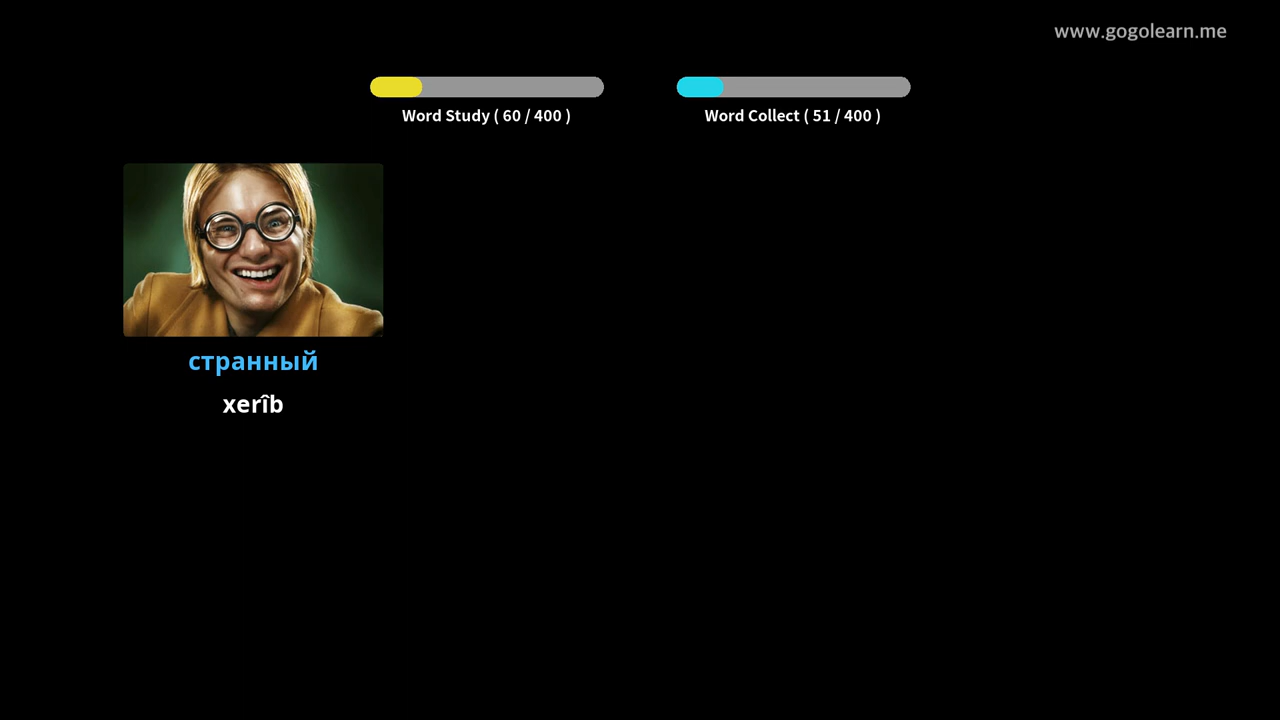 www.gogolearn.me
Word Study ( 60 / 400 )
Word Collect ( 51 / 400 )
странный
xerîb